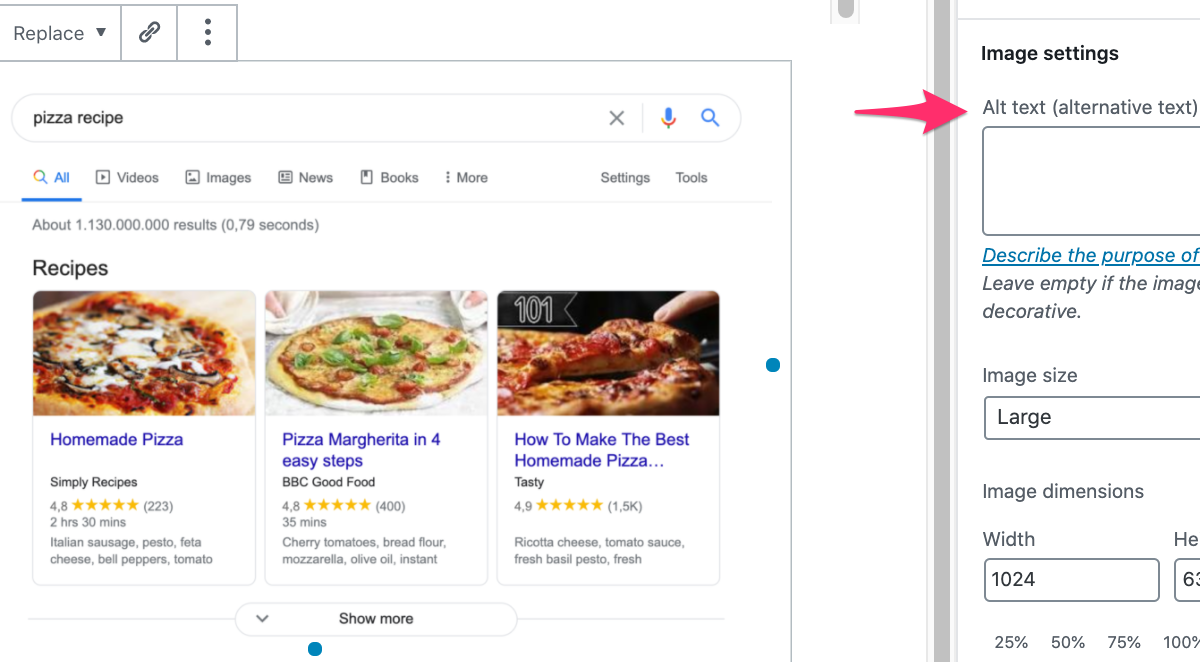 Replace
pizza recipe
All Videos Images News Books More Settings Tools
About 1.130.000.000 results (0,79 seconds)
Recipes
101
Homemade Pizza
Simply Recipes
4,8 (223)
2 hrs 30 mins
Italian sausage, pesto, feta
cheese, bell peppers, tomato
Pizza Margherita in 4
easy steps
BBC Good Food
4,8 (400)
35 mins
Cherry tomatoes, bread flour,
mozzarella, olive oil, instant
How To Make The Best
Homemade Pizza…
Tasty
4,9 (1,5K)
Ricotta cheese, tomato sauce,
fresh basil pesto, fresh
Show more
Image settings
Alt text (alternative text)
Describe the purpose of
Leave empty if the image
decorative.
Image size
Large
Image dimensions
Width He
1024 63
25% 50% 75% 100%